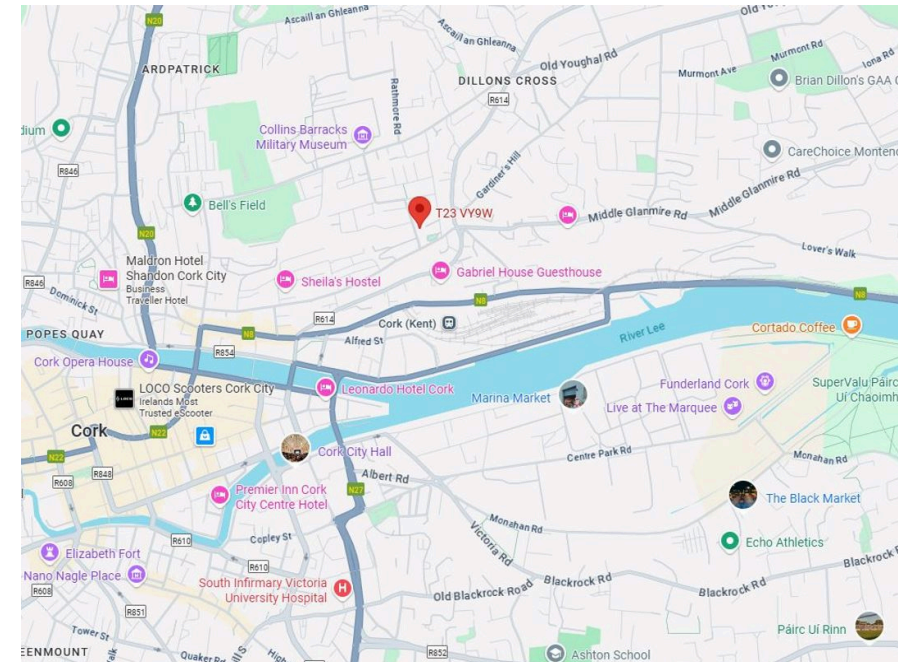 N20
Ascaill an Ghleanna
Ascaill an Ghleanna
Old Youghal Rd
Murmont Rd
Iona Rd
ARDPATRICK
Rathmore Rd
DILLONS CROSS
Murmont Ave
Brian Dillon's GAA C
R614
Collins Barracks
Military Museum
dium
R846
CareChoice Monteno
Gardiner's Hill
Middle Glanmire Rd
Bell's Field
T23 VY9W
Middle Glanmire Rd
N20
Lover's Walk
Maldron Hotel
Shandon Cork City
Business
Traveller Hotel
R846
Sheila's Hostel
Gabriel House Guesthouse
Dominick St
N8
N8
R614
Cork (Kent)
River Lee
Cortado Coffee
POPES QUAY
N8
Alfred St
R854
Cork Opera House
LOCO Scooters Cork City
Irelands Most
Trusted eScooter
Leonardo Hotel Cork
Marina Market
Funderland Cork
SuperValu Páirc
Uí Chaoimh
Live at The Marquee
Cork
N22
N22
Cork City Hall
Centre Park Rd
Monahan Rd
R848
R608
Albert Rd
N27
Premier Inn Cork
City Centre Hotel
The Black Market
Monahan Rd
Victoria Rd
R610
Copley St
Echo Athletics
Elizabeth Fort
R610
Blackrock R
Nano Nagle Place
South Infirmary Victoria
University Hospital
Old Blackrock Road
Blackrock Rd
Blackrock Rd
R608
R851
Páirc Uí Rinn
Tower St
EENMOUNT
Quaker Rd
R852
Ashton School